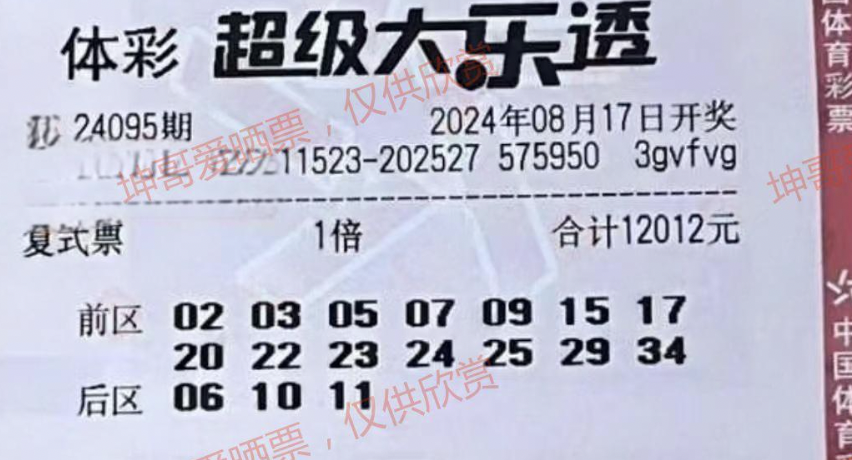 体彩 超级大乐透
24095期 2024年08月17日开奖
11523-202527 575950 3gvfvg
复式票 1倍 合计12012元
前区 02 03 05 07 09 15 17
20 22 23 24 25 29 34
后区 06 10 11
坤哥爱晒票，仅供欣赏
坤哥
爱晒票，仅供欣赏
体育彩票
中国体育